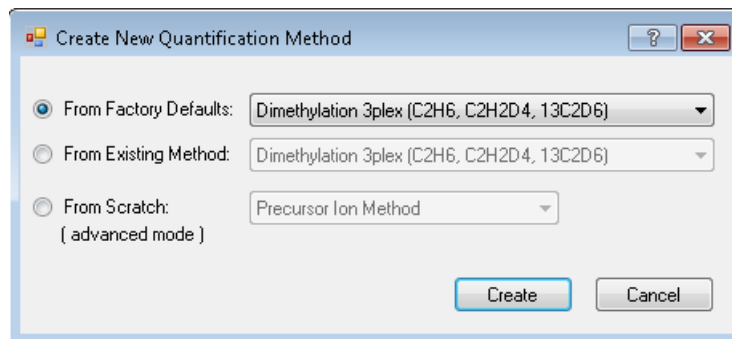 Create New Quantification Method
From Factory Defaults: Dimethylation 3plex (C2H6, C2H2D4, 13C2D6)
From Existing Method: Dimethylation 3plex (C2H6, C2H2D4, 13C2D6)
From Scratch: Precursor Ion Method
( advanced mode )
Create Cancel